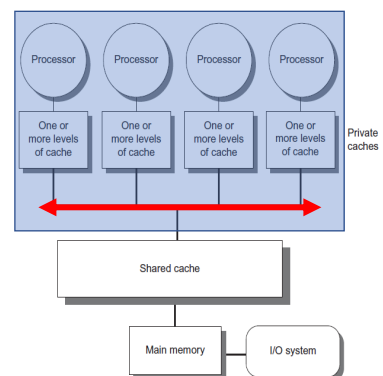 Processor
Processor
Processor
Processor
One or
more levels
of cache
One or
more levels
of cache
One or
more levels
of cache
One or
more levels
of cache
Private
caches
Shared cache
Main memory
I/O system